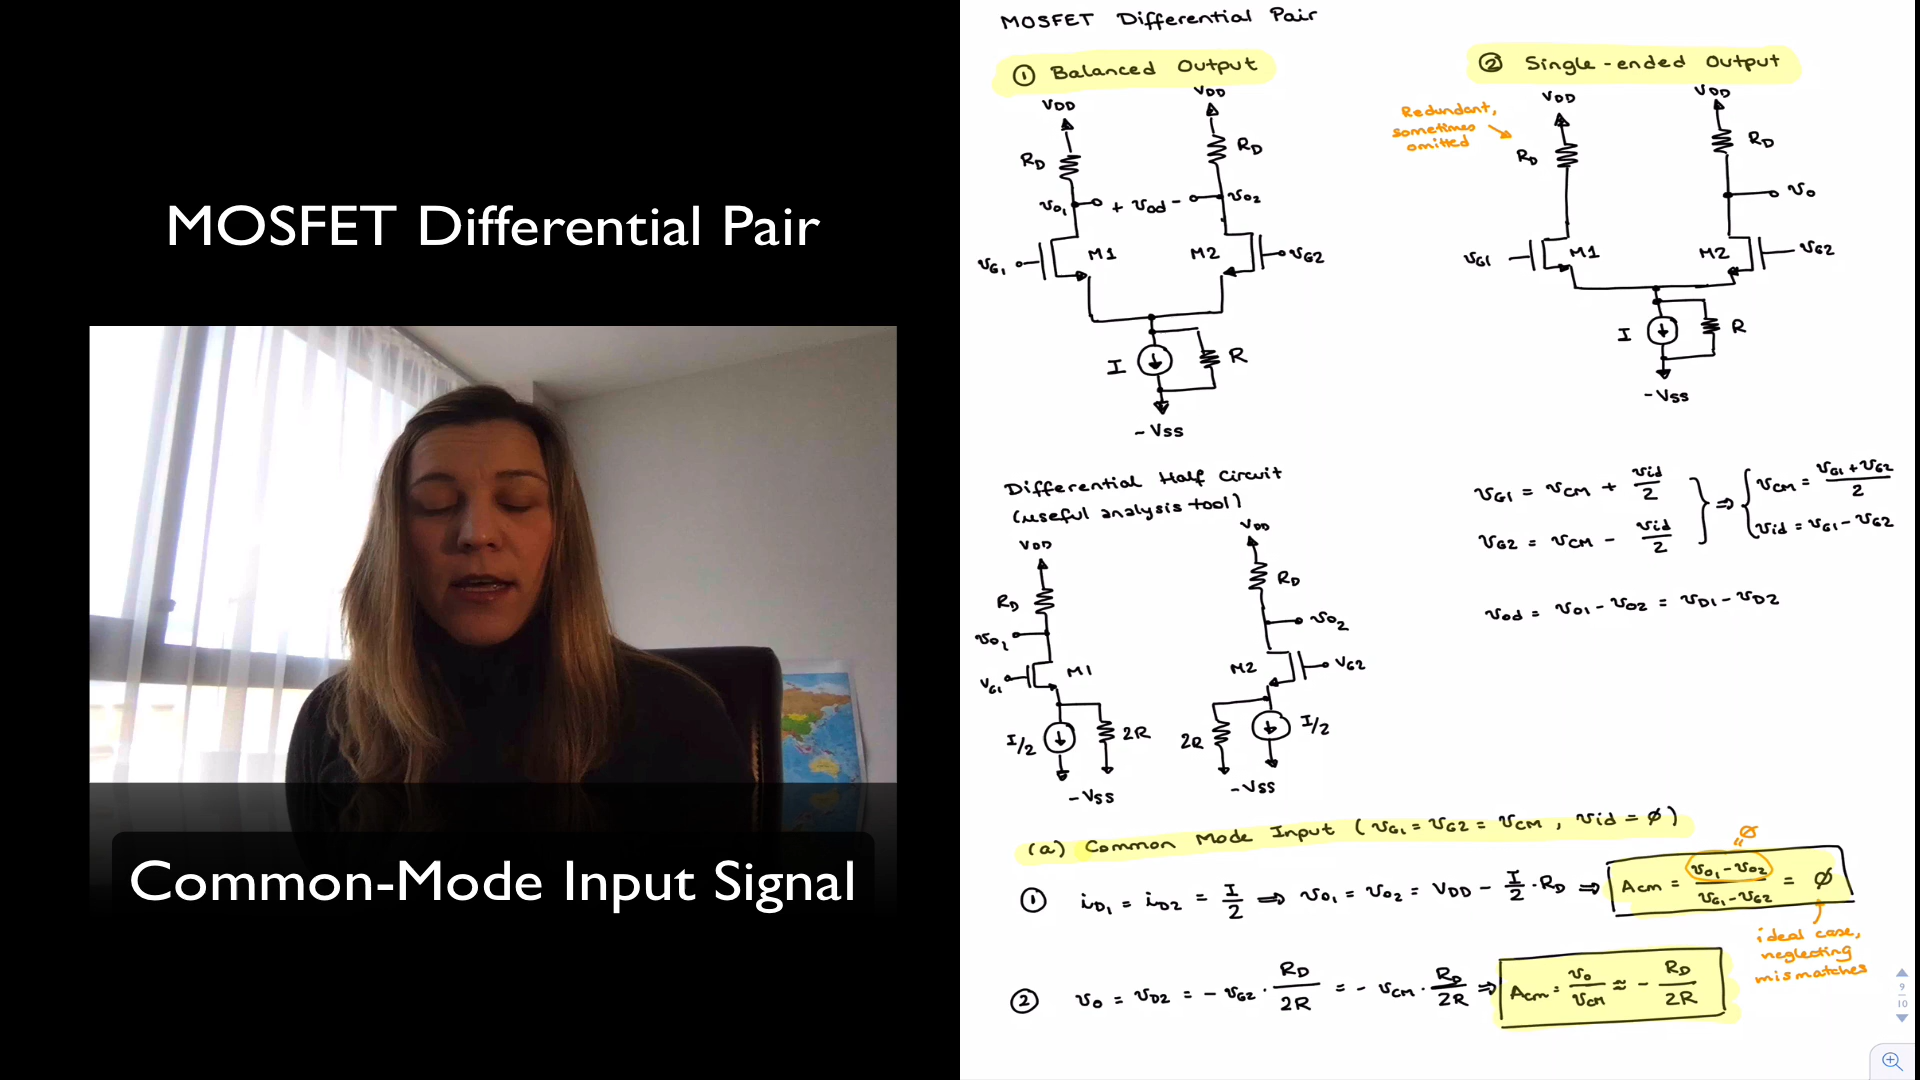 MOSFET Differential Pair
Common-Mode Input Signal
MOSFET Differential Pair
① Balanced Output
② Single-ended Output
VDD
VDD
RD
RD
vo1
+ vod -
vo2
vG1
M1
M2
vG2
I
R
-VSS
Redundant,
sometimes
omitted
VDD
VDD
RD
RD
vo
vG1
M1
M2
vG2
I
R
-VSS
Differential Half Circuit
(useful analysis tool)
VDD
VDD
RD
RD
vo1
vo2
vG1
M1
M2
vG2
I/2
2R
2R
I/2
-VSS
-VSS
vG1 = vCM + vid/2
vG2 = vCM - vid/2
⇒
vCM = (vG1 + vG2)/2
vid = vG1 - vG2
vod = vo1 - vo2 = vD1 - vD2
(a) Common Mode Input (vG1 = vG2 = vCM, vid = ϕ)
① iD1 = iD2 = I/2 ⇒ vo1 = vo2 = VDD - I/2 · RD ⇒ Acm = (vo1 - vo2)/(vG1 - vG2) = ϕ
" ϕ
ideal case,
neglecting
mismatches
② vo = vD2 = - vG2 · RD/2R = - vCM · RD/2R ⇒ Acm = vo/vCM ≈ - RD/2R
9
10